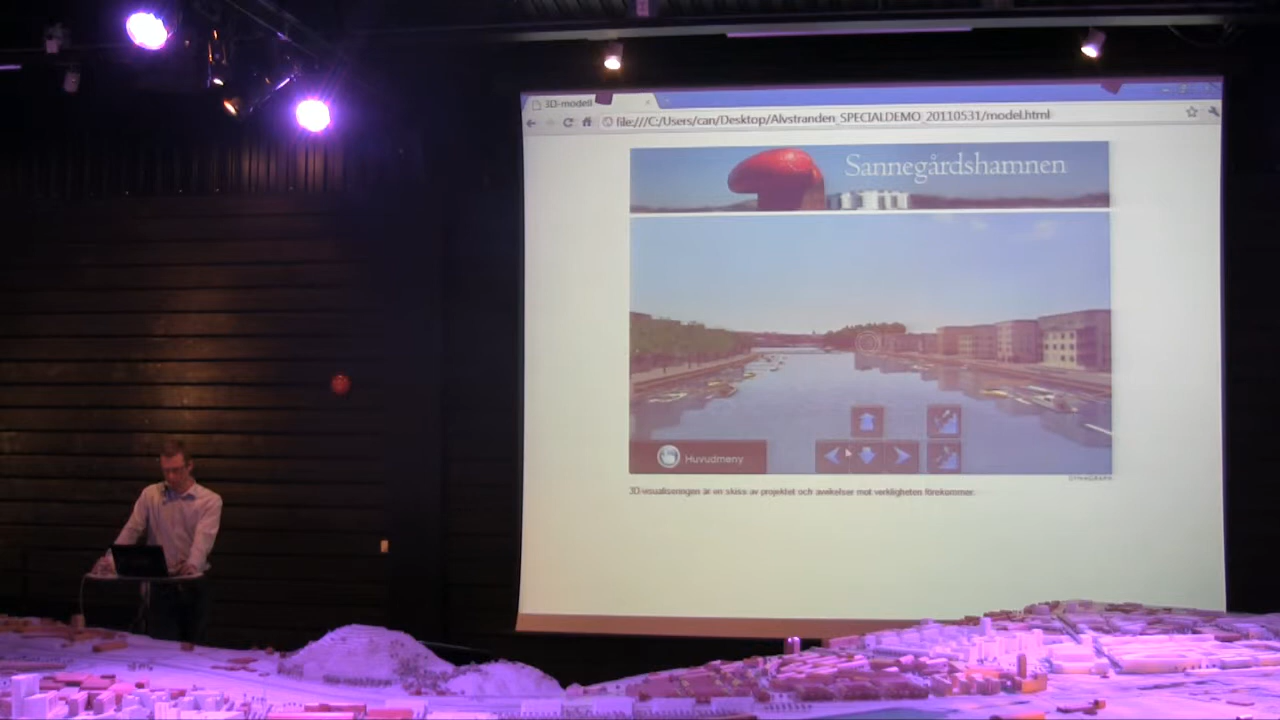 3D-modell
file:///C:/Users/can/Desktop/Alvstranden_SPECIALDEMO_20110531/model.html
Sannegårdshamnen
Huvudmeny
3D-visualiseringen är en skiss av projektet och avvikelser mot verkligheten förekommer.